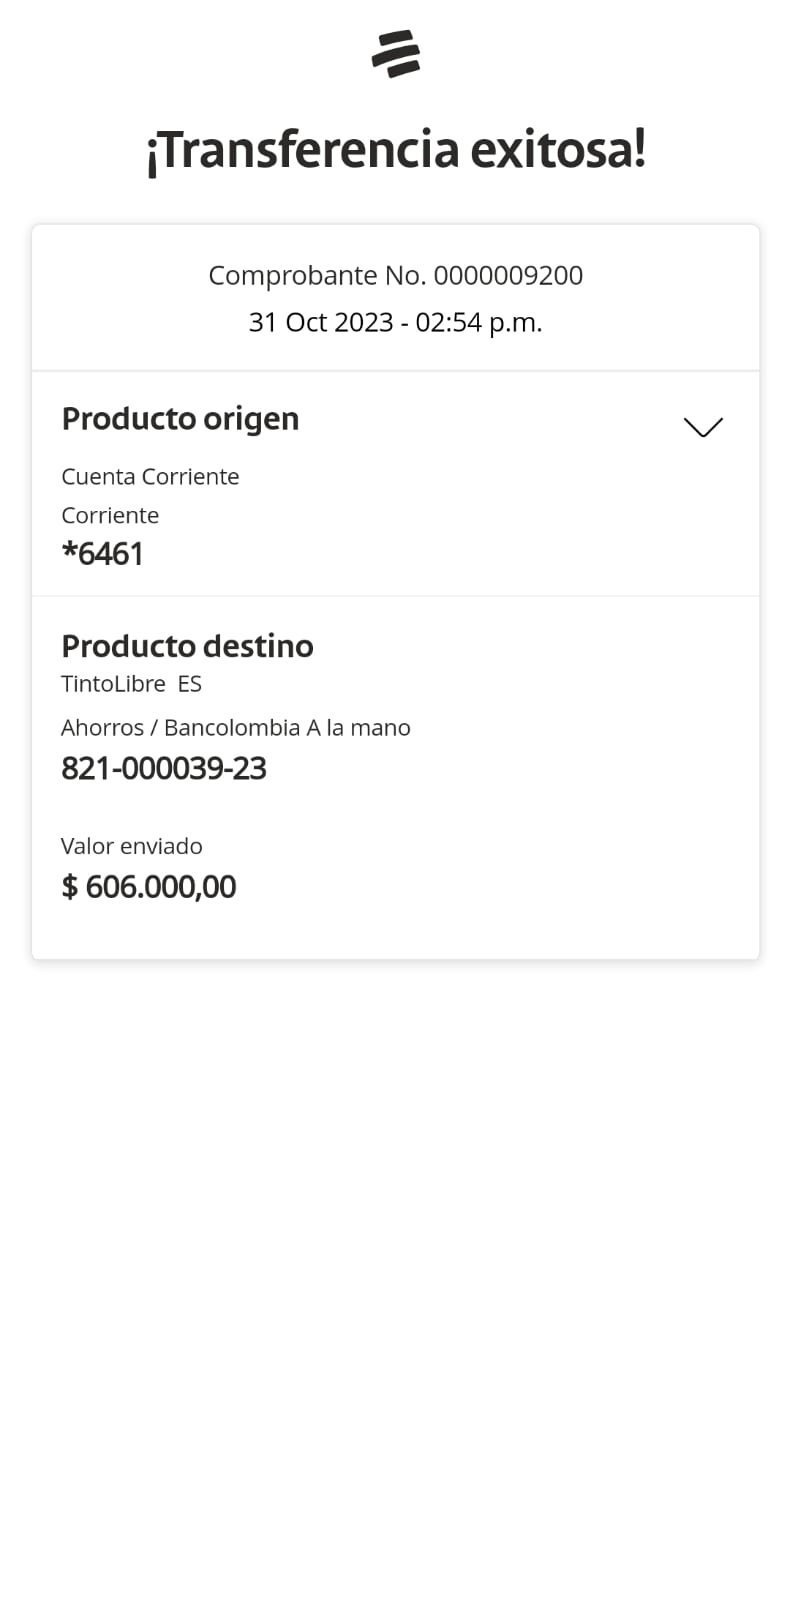 ¡Transferencia exitosa!
Comprobante No. 0000009200
31 Oct 2023 - 02:54 p.m.
Producto origen
Cuenta Corriente
Corriente
*6461
Producto destino
TintoLibre  ES
Ahorros / Bancolombia A la mano
821-000039-23
Valor enviado
$ 606.000,00